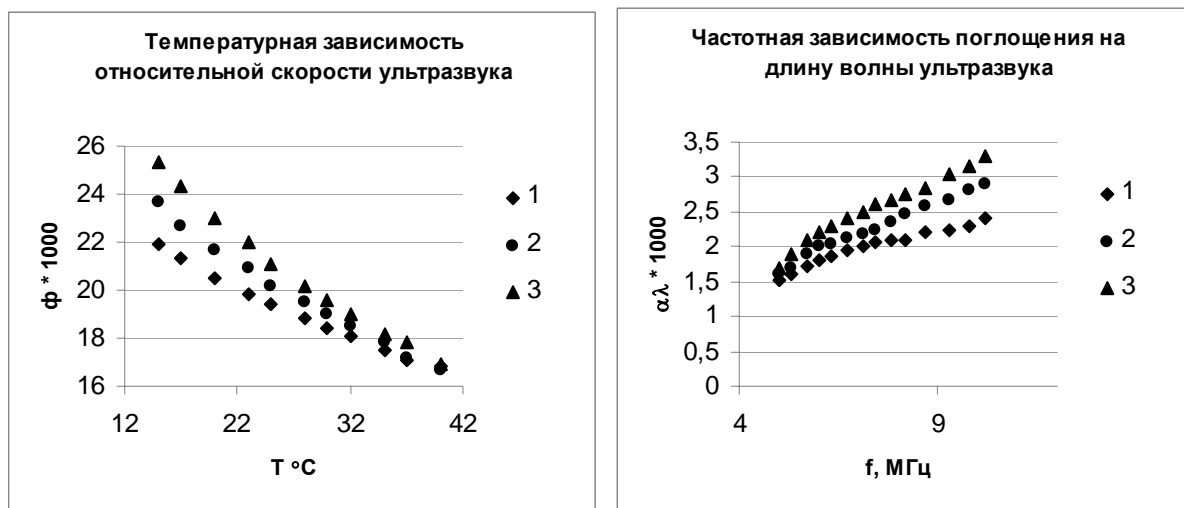 Температурная зависимость
относительной скорости ультразвука
26
24
22
20
18
16
12 22 32 42
ф * 1000
T °C
1
2
3
Частотная зависимость поглощения на
длину волны ультразвука
3,5
3
2,5
2
1,5
1
0,5
0
4 9
αλ * 1000
f, МГц
1
2
3